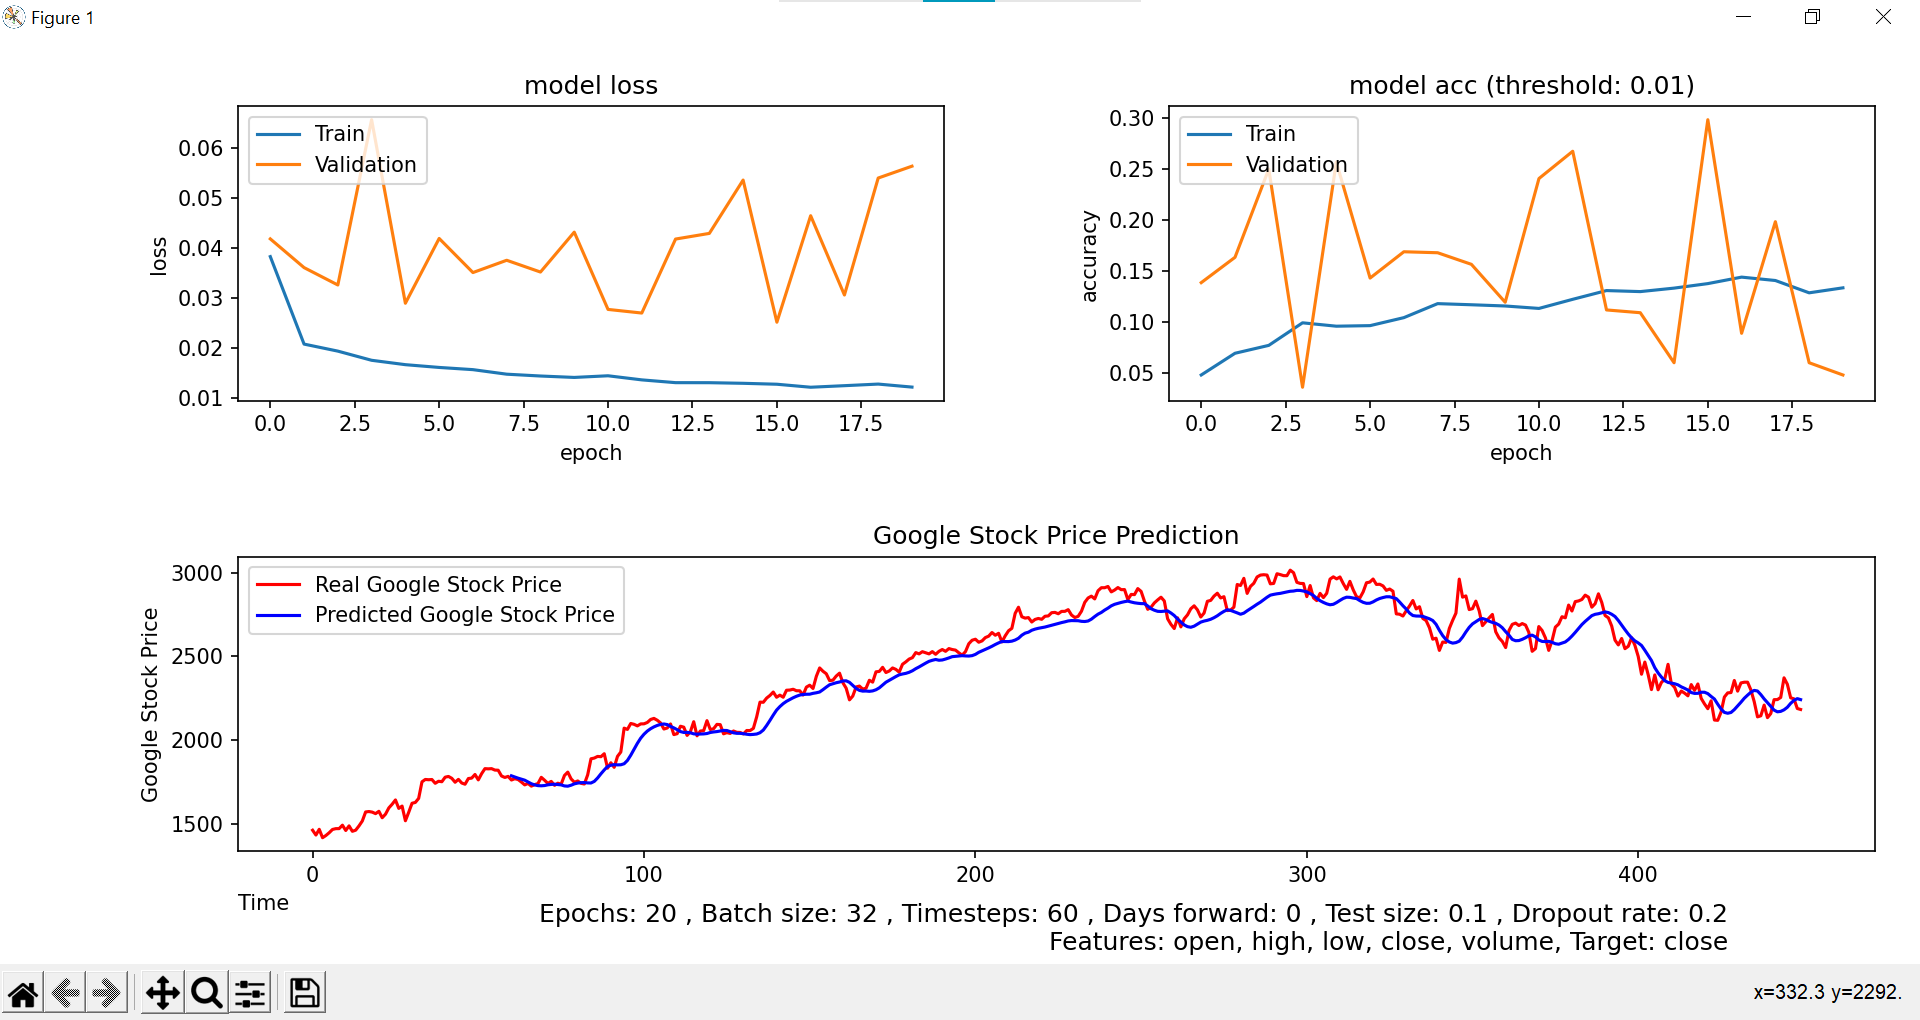 Figure 1
model loss
Train
Validation
0.06
0.05
0.04
0.03
0.02
0.01
loss
0.0 2.5 5.0 7.5 10.0 12.5 15.0 17.5
epoch
model acc (threshold: 0.01)
Train
Validation
0.30
0.25
0.20
0.15
0.10
0.05
accuracy
0.0 2.5 5.0 7.5 10.0 12.5 15.0 17.5
epoch
Google Stock Price Prediction
Real Google Stock Price
Predicted Google Stock Price
3000
2500
2000
1500
Google Stock Price
0 100 200 300 400
Time
Epochs: 20 , Batch size: 32 , Timesteps: 60 , Days forward: 0 , Test size: 0.1 , Dropout rate: 0.2
Features: open, high, low, close, volume, Target: close
x=332.3 y=2292.